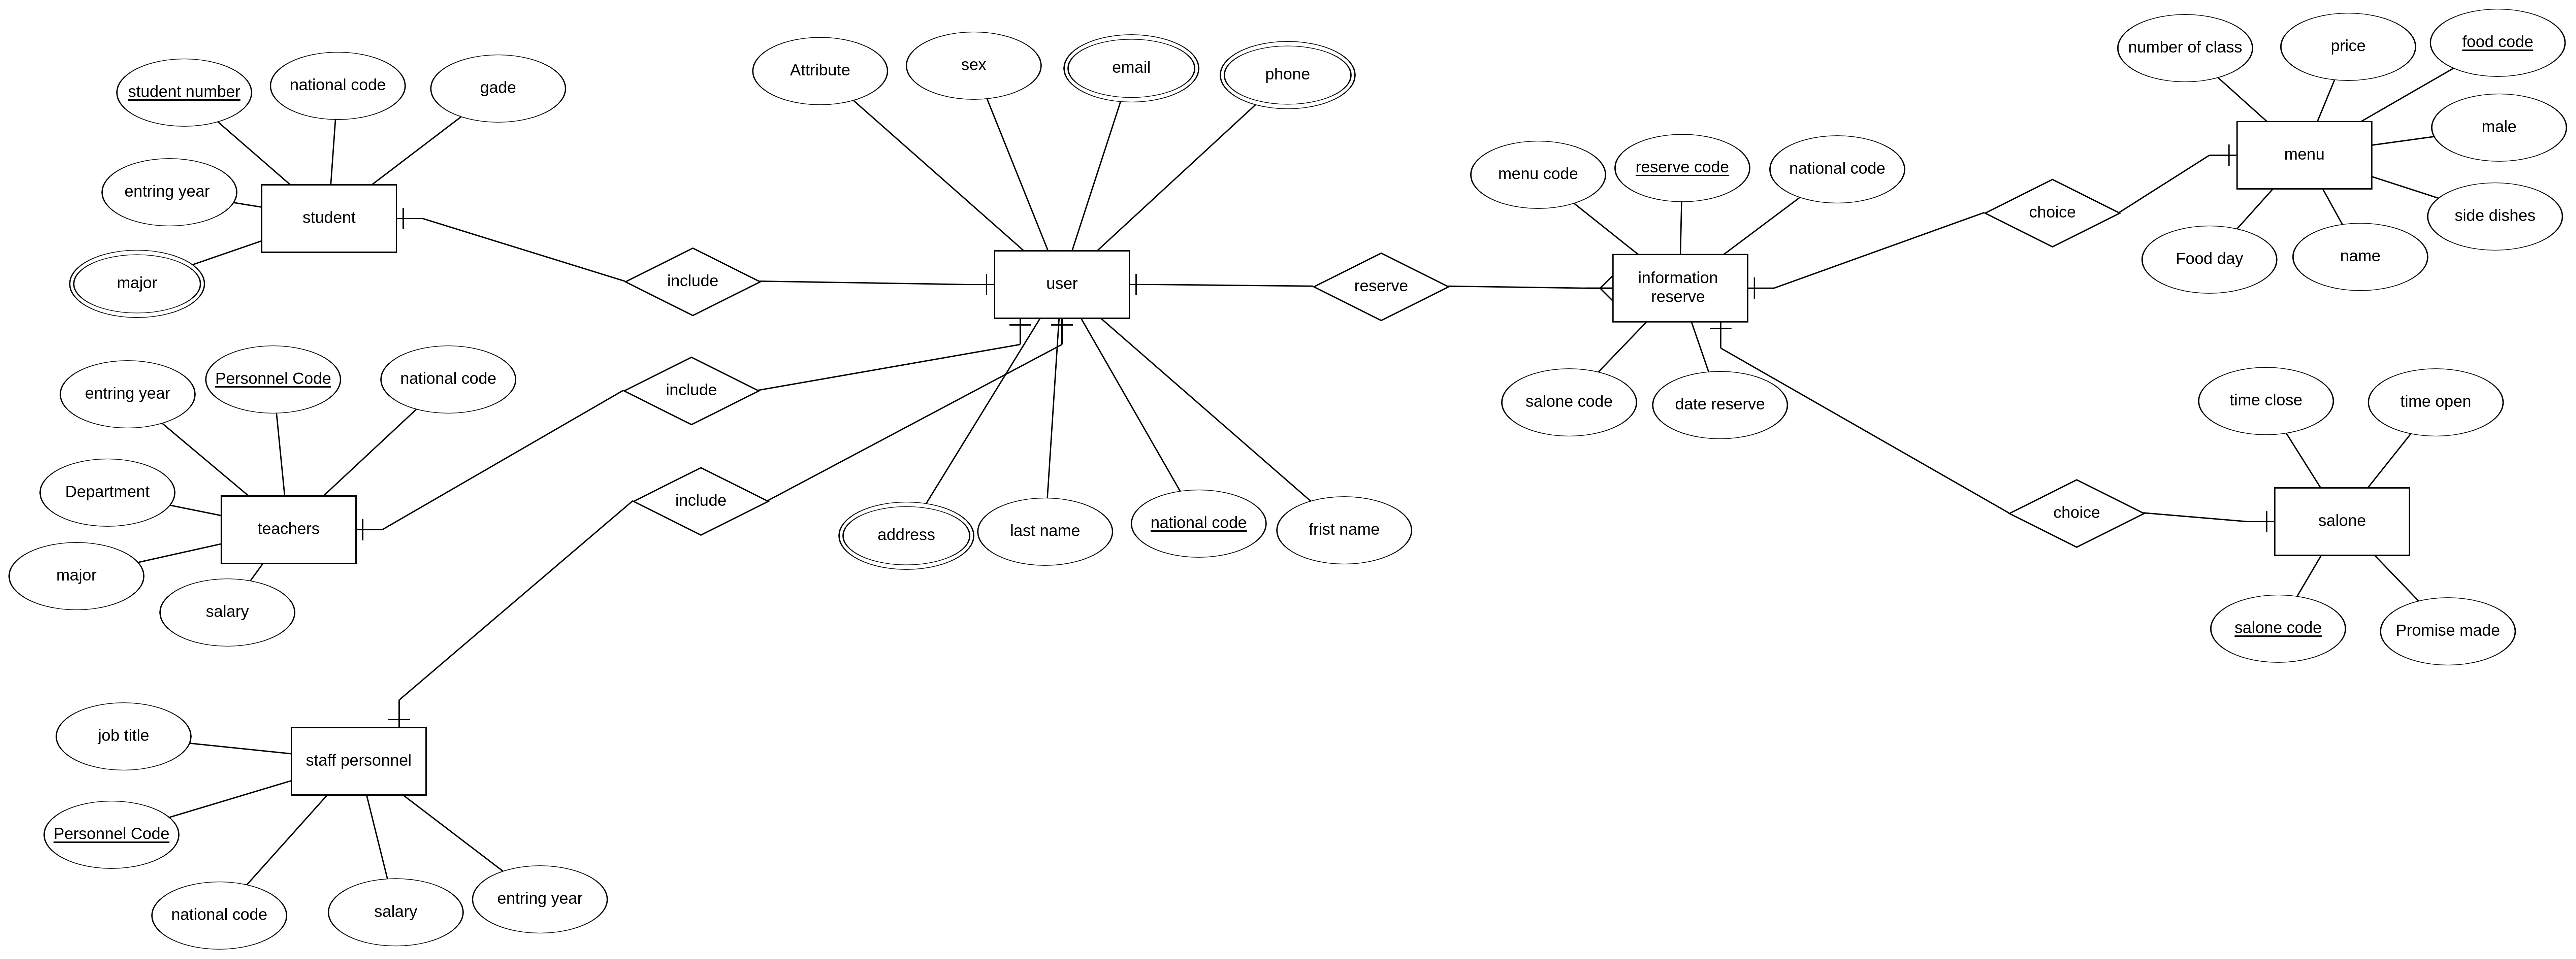 student number
national code
gade
entring year
student
major
include
Attribute
sex
email
phone
user
reserve
address
last name
national code
frist name
entring year
Personnel Code
national code
Department
teachers
major
salary
include
include
job title
staff personnel
Personnel Code
national code
salary
entring year
menu code
reserve code
national code
information
reserve
salone code
date reserve
choice
number of class
price
food code
male
menu
side dishes
Food day
name
choice
time close
time open
salone
salone code
Promise made